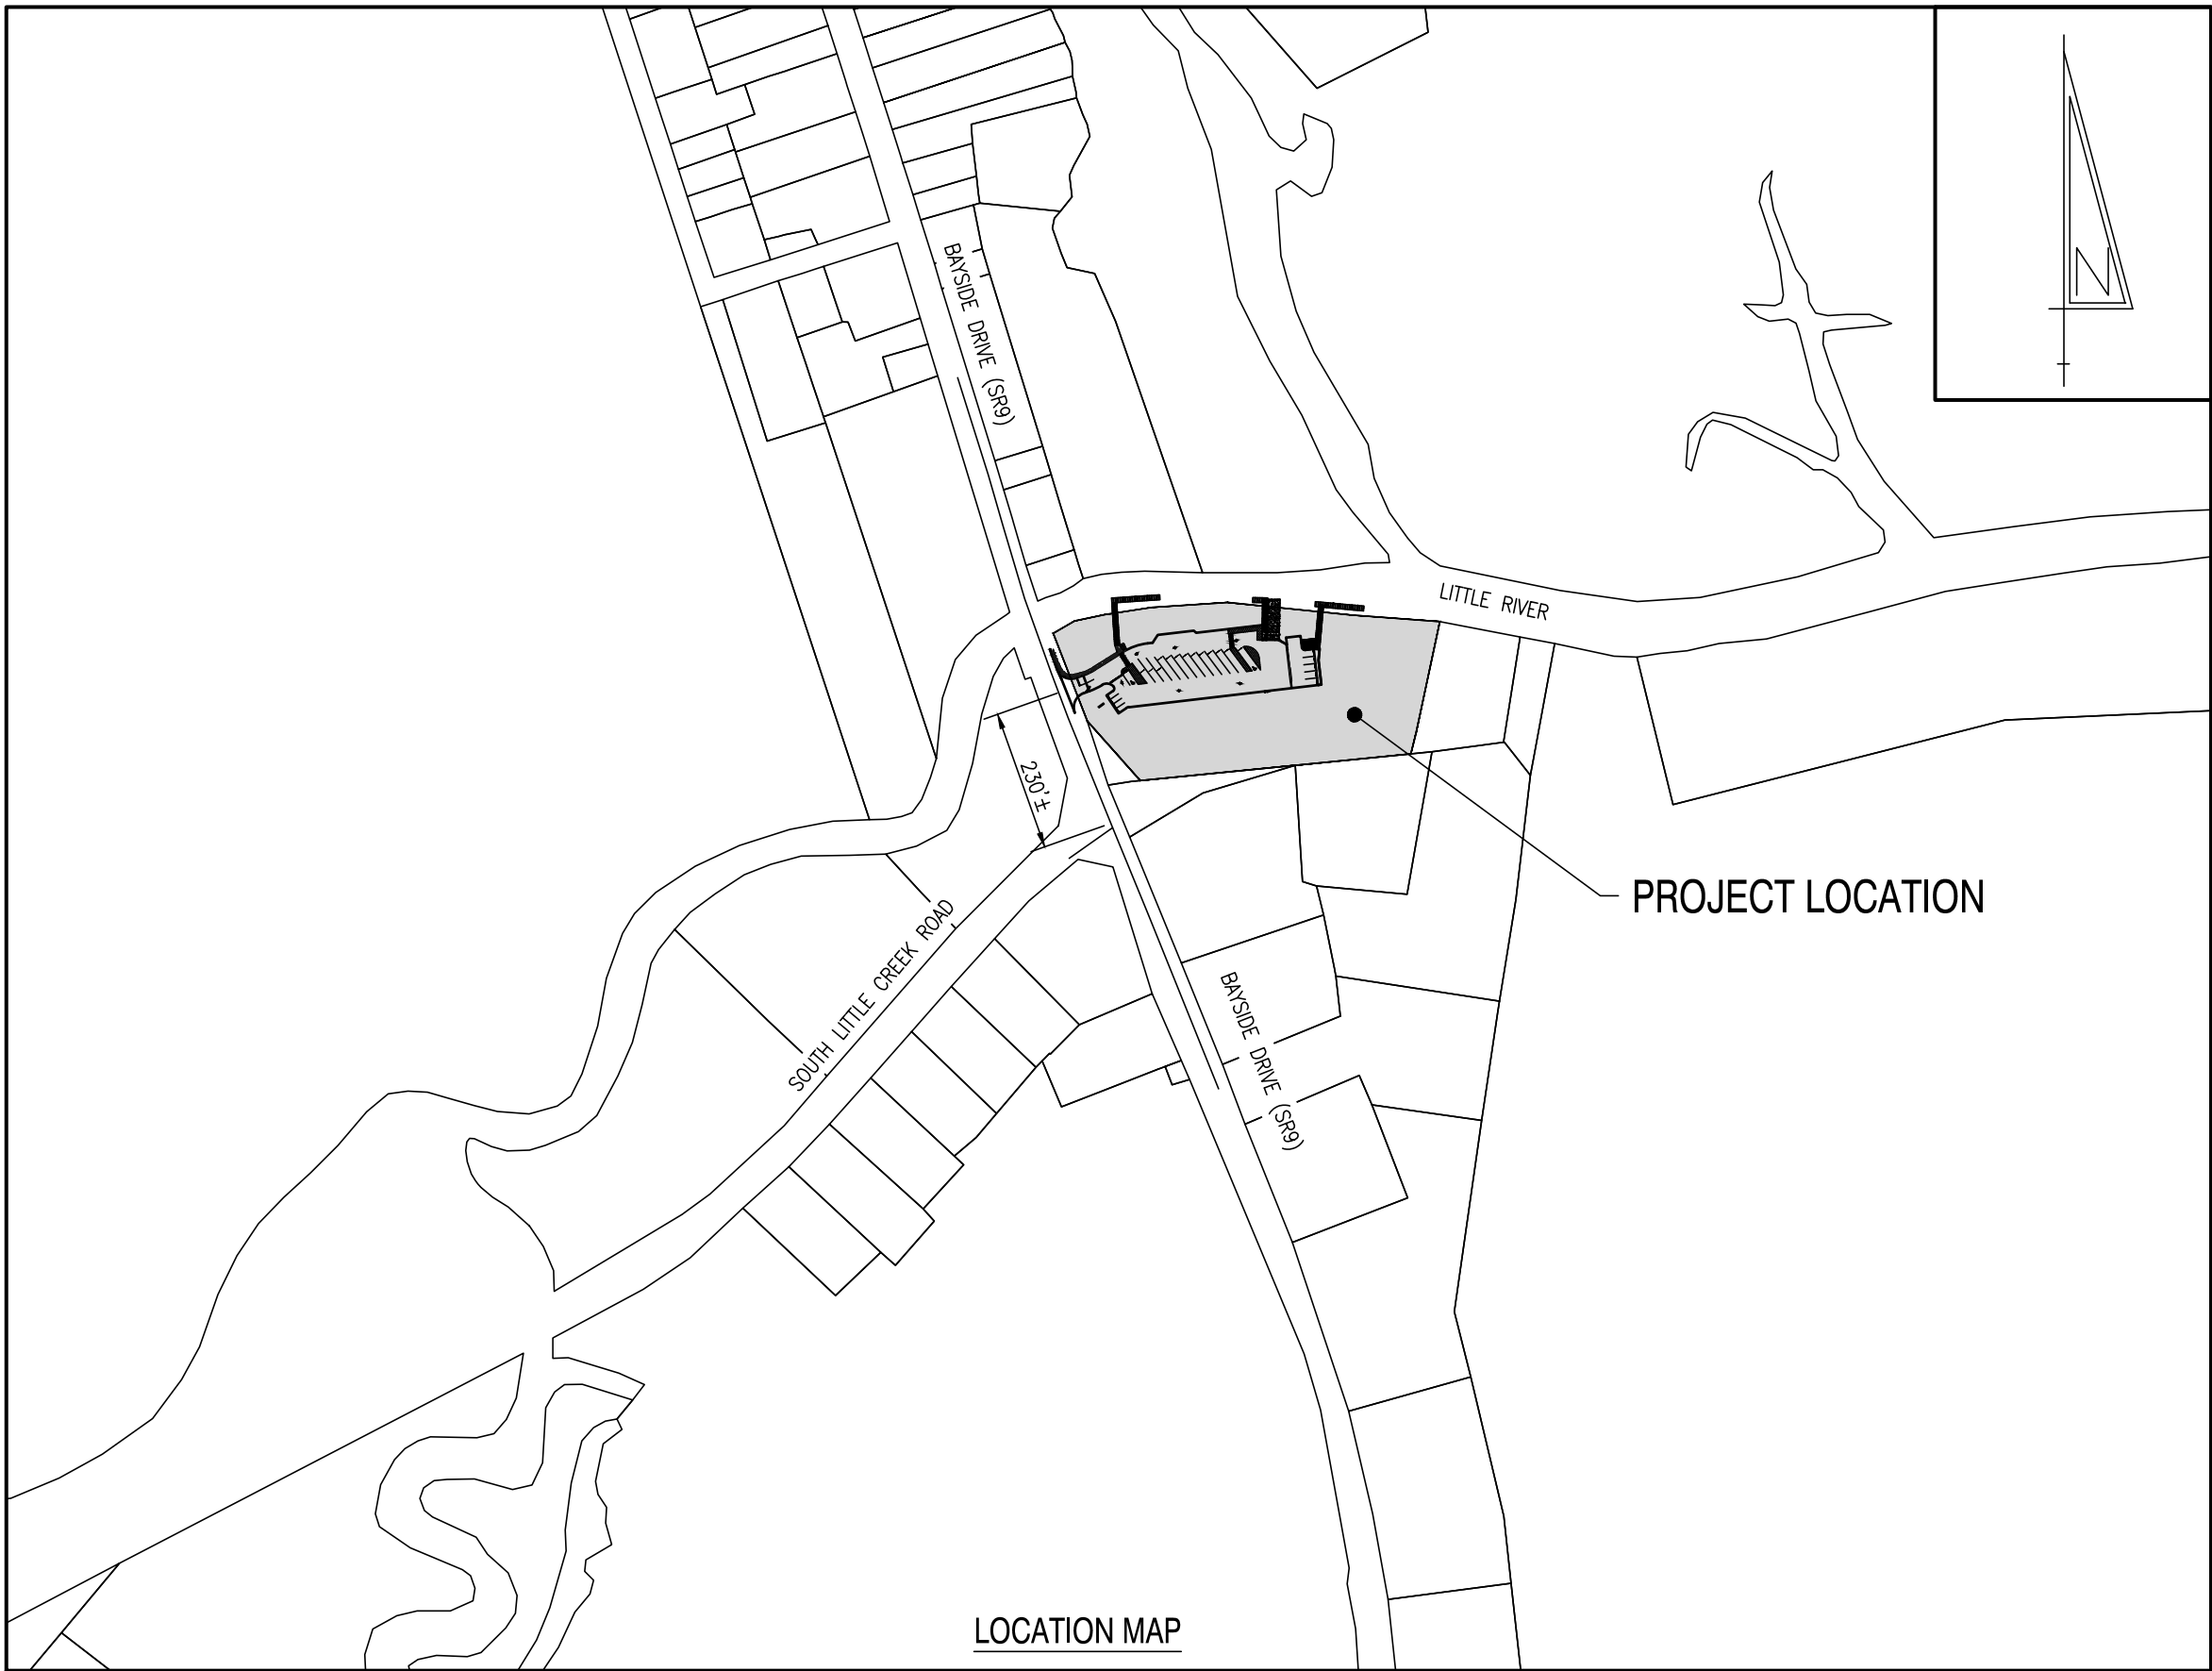 N
BAYSIDE DRIVE (SR9)
LITTLE RIVER
230'±
PROJECT LOCATION
SOUTH LITTLE CREEK ROAD
BAYSIDE DRIVE (SR9)
LOCATION MAP